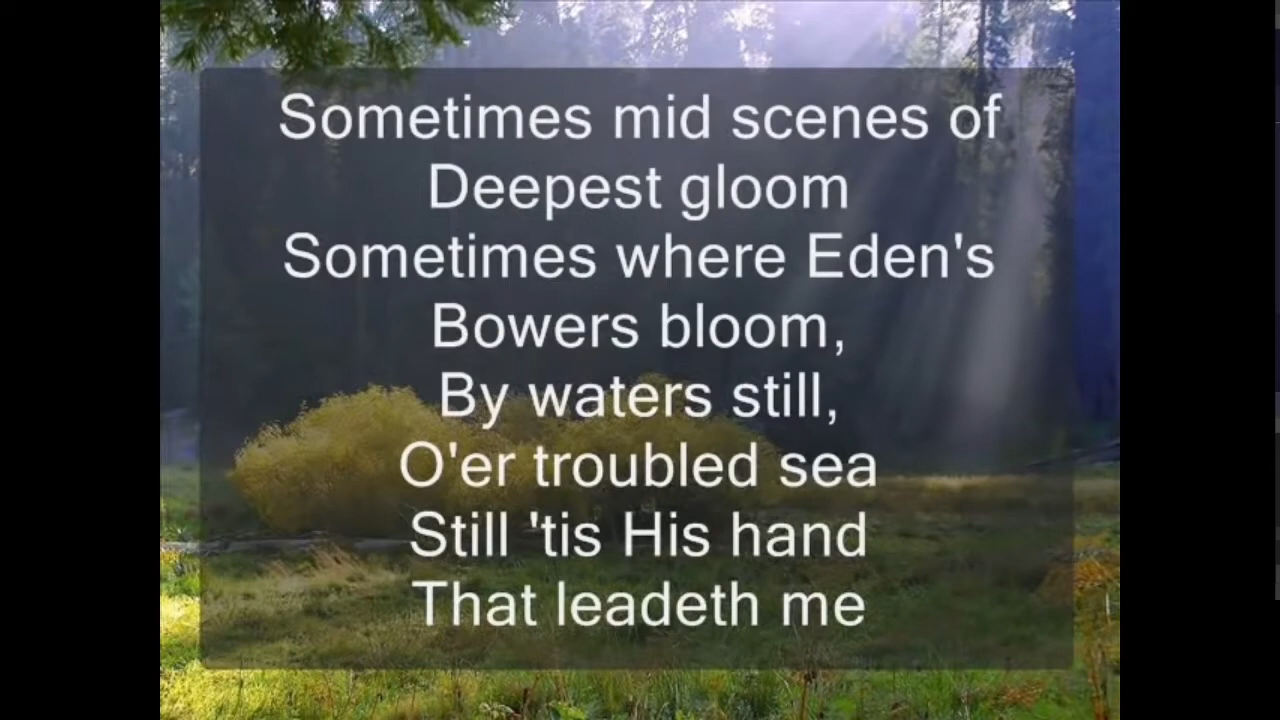 Sometimes mid scenes of
Deepest gloom
Sometimes where Eden's
Bowers bloom,
By waters still,
O'er troubled sea
Still 'tis His hand
That leadeth me